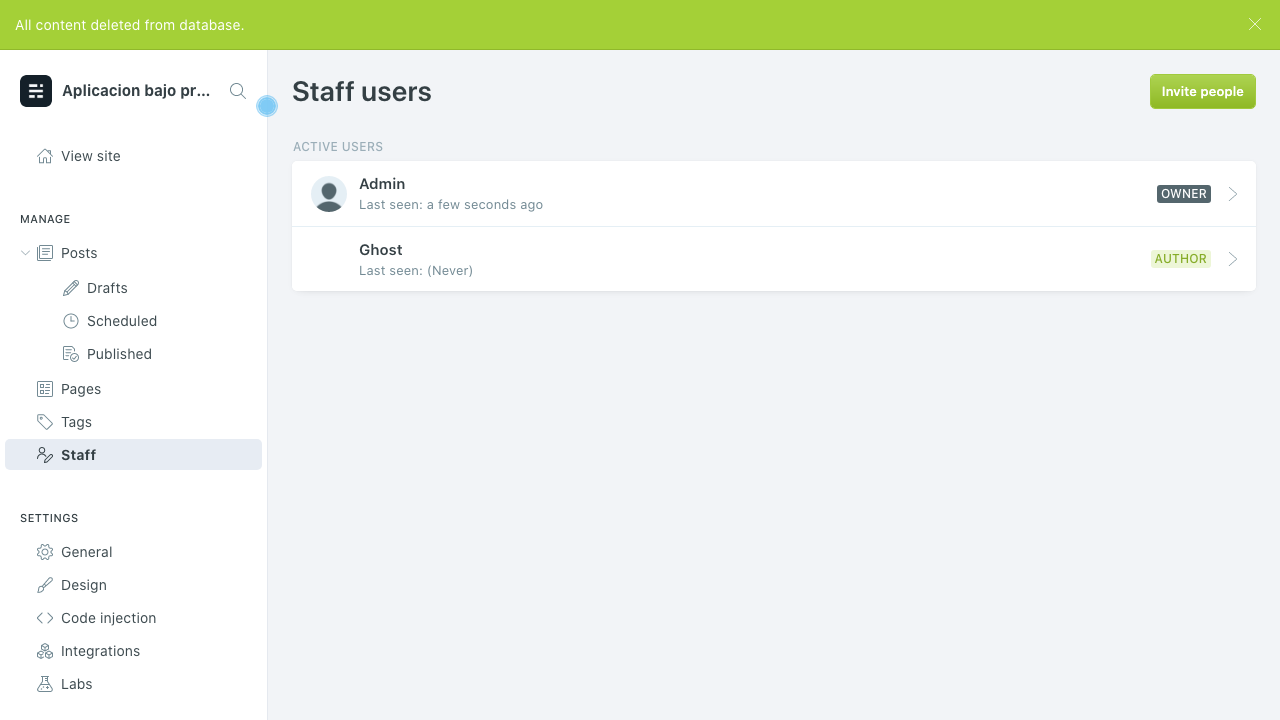 All content deleted from database.
Aplicacion bajo pr...
View site
MANAGE
Posts
Drafts
Scheduled
Published
Pages
Tags
Staff
SETTINGS
General
Design
Code injection
Integrations
Labs
Staff users
Invite people
ACTIVE USERS
Admin
Last seen: a few seconds ago
OWNER
Ghost
Last seen: (Never)
AUTHOR